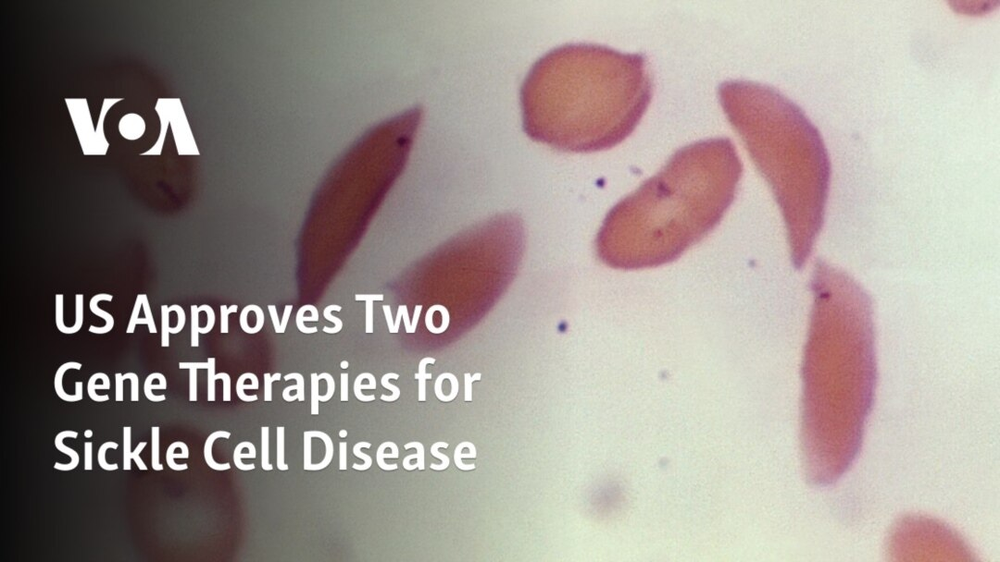 VOA
US Approves Two
Gene Therapies for
Sickle Cell Disease